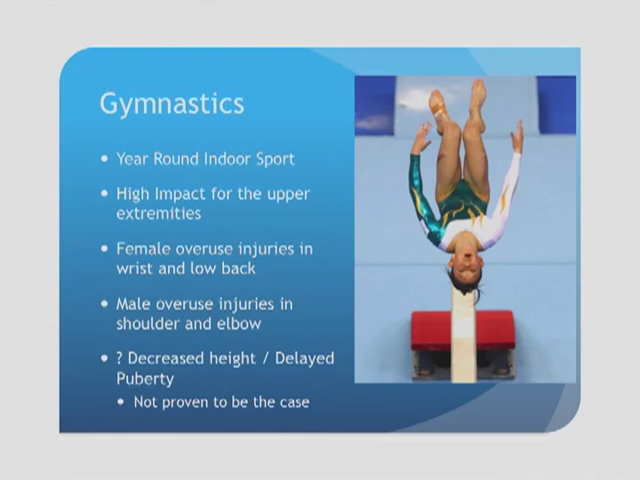 Gymnastics
• Year Round Indoor Sport
• High Impact for the upper
extremities
• Female overuse injuries in
wrist and low back
• Male overuse injuries in
shoulder and elbow
• ? Decreased height / Delayed
Puberty
• Not proven to be the case